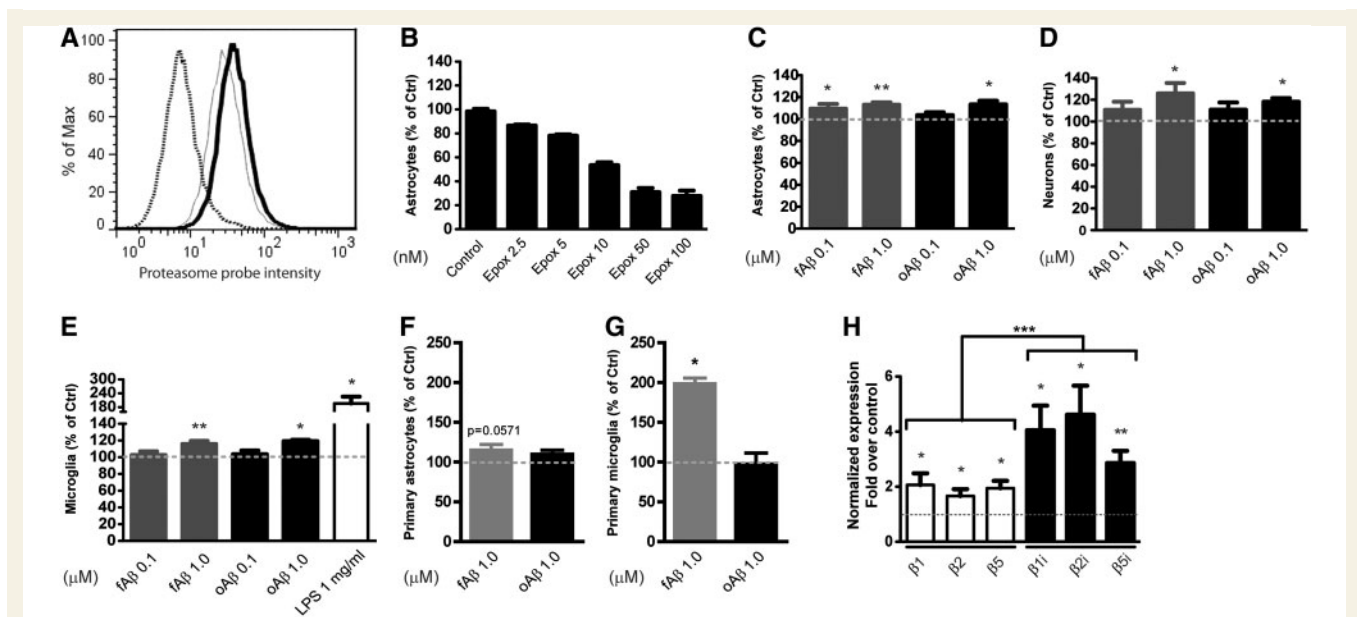 A
% of Max
100
80
60
40
20
0
10^0
10^1
10^2
10^3
Proteasome probe intensity
B
Astrocytes (% of Ctrl)
140
120
100
80
60
40
20
0
(nM)
Control
Epox 2.5
Epox 5
Epox 10
Epox 50
Epox 100
C
Astrocytes (% of Ctrl)
140
120
100
80
60
40
20
0
*
**
*
(µM)
fAβ 0.1
fAβ 1.0
oAβ 0.1
oAβ 1.0
D
Neurons (% of Ctrl)
140
120
100
80
60
40
20
0
*
*
(µM)
fAβ 0.1
fAβ 1.0
oAβ 0.1
oAβ 1.0
E
Microglia (% of Ctrl)
300
240
180
140
120
100
80
60
40
20
0
**
*
*
(µM)
fAβ 0.1
fAβ 1.0
oAβ 0.1
oAβ 1.0
LPS 1 mg/ml
F
Primary astrocytes (% of Ctrl)
250
200
150
100
50
0
p=0.0571
(µM)
fAβ 1.0
oAβ 1.0
G
Primary microglia (% of Ctrl)
250
200
150
100
50
0
*
fAβ 1.0
oAβ 1.0
H
Normalized expression
Fold over control
6
4
2
0
***
*
*
*
*
*
**
β1
β2
β5
β1i
β2i
β5i